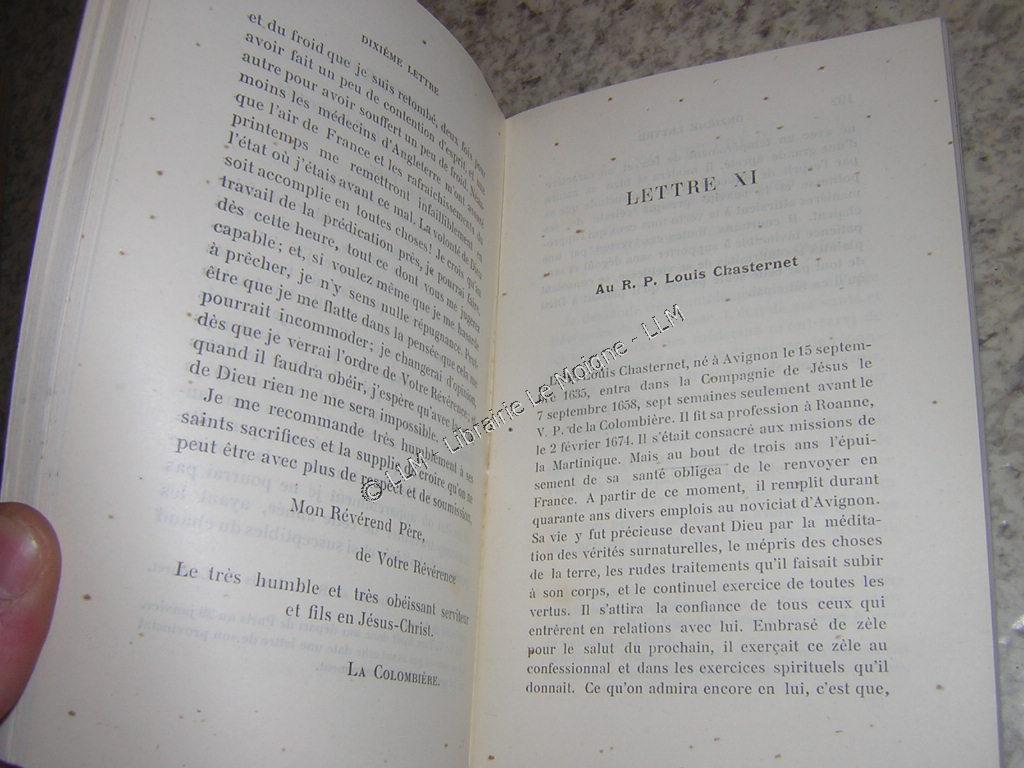 DIXIÈME LETTRE
et du froid que je suis retombé, deux fois pour
avoir fait un peu de contention d'esprit, et une
autre pour avoir souffert un peu de froid. Néan-
moins les médecins d'Angleterre m'ont assuré
que l'air de France et les rafraichissements du
printemps me remettront infailliblement en
l'état où j'étais avant ce mal. La volonté de Dieu
soit accomplie en toutes choses! Je crois qu'au
travail de la prédication près, je pourrai faire,
dès cette heure, tout ce dont vous me jugerez
capable; et, si voulez même que je me hasarde
à prêcher, je n'y sens nulle répugnance. Peut-
être que je me flatte dans la pensée que cela me
pourrait incommoder; je changerai d'opinion
dès que je verrai l'ordre de Votre Révérence; et
quand il faudra obéir, j'espère qu'avec la grâce
de Dieu rien ne me sera impossible.
Je me recommande très humblement à ses
saints sacrifices et la supplie de croire qu'on ne
peut être avec plus de respect et de soumission,
Mon Révérend Père,
de Votre Révérence
Le très humble et très obéissant serviteur
et fils en Jésus-Christ.
LA COLOMBIÈRE.
LETTRE XI
Au R. P. Louis Chasternet
Louis Chasternet, né à Avignon le 15 septem-
1635, entra dans la Compagnie de Jésus le
7 septembre 1658, sept semaines seulement avant le
V. P. de la Colombière. Il fit sa profession à Roanne,
le 2 février 1674. Il s'était consacré aux missions de
la Martinique. Mais au bout de trois ans l'épui-
sement de sa santé obligea de le renvoyer en
France. A partir de ce moment, il remplit durant
quarante ans divers emplois au noviciat d'Avignon.
Sa vie y fut précieuse devant Dieu par la médita-
tion des vérités surnaturelles, le mépris des choses
de la terre, les rudes traitements qu'il faisait subir
à son corps, et le continuel exercice de toutes les
vertus. Il s'attira la confiance de tous ceux qui
entrèrent en relations avec lui. Embrasé de zèle
pour le salut du prochain, il exerçait ce zèle au
confessionnal et dans les exercices spirituels qu'il
donnait. Ce qu'on admira encore en lui, c'est que,
© LLM - Librairie Le Moigne - LLM